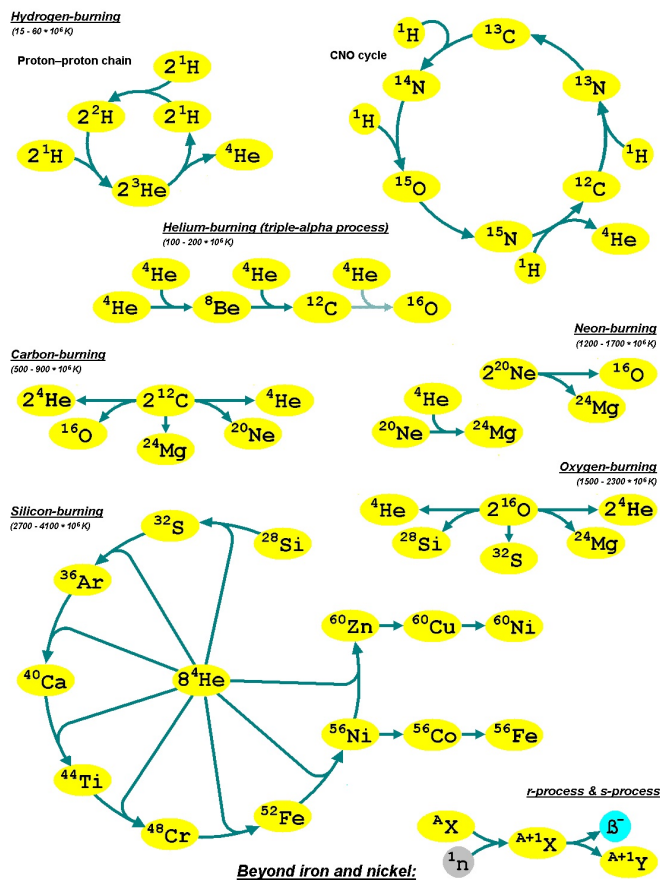 Hydrogen-burning
(15 - 60 * 10⁶ K)
Proton–proton chain
2¹H
2²H
2¹H
2¹H
2³He
⁴He
CNO cycle
¹H
¹³C
¹⁴N
¹³N
¹H
¹H
¹⁵O
¹²C
¹⁵N
⁴He
¹H
Helium-burning (triple-alpha process)
(100 - 200 * 10⁶ K)
⁴He
⁴He
⁴He
⁴He
⁸Be
¹²C
¹⁶O
Carbon-burning
(500 - 900 * 10⁶ K)
2⁴He
2¹²C
⁴He
¹⁶O
²⁴Mg
²⁰Ne
Neon-burning
(1200 - 1700 * 10⁶ K)
2²⁰Ne
¹⁶O
²⁴Mg
⁴He
²⁰Ne
²⁴Mg
Oxygen-burning
(1500 - 2300 * 10⁶ K)
⁴He
2¹⁶O
2⁴He
²⁸Si
³²S
²⁴Mg
Silicon-burning
(2700 - 4100 * 10⁶ K)
³²S
²⁸Si
³⁶Ar
⁴⁰Ca
8⁴He
⁶⁰Zn
⁶⁰Cu
⁶⁰Ni
⁵⁶Ni
⁵⁶Co
⁵⁶Fe
⁴⁴Ti
⁴⁸Cr
⁵²Fe
Beyond iron and nickel:
r-process & s-process
ᴬX
¹n
ᴬ⁺¹X
ß⁻
ᴬ⁺¹Y